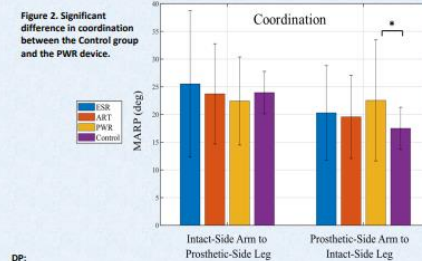 Figure 2. Significant
difference in coordination
between the Control group
and the PWR device.
Coordination
*
MARP (deg)
40
35
30
25
20
15
10
5
0
ESR
ART
PWR
Control
Intact-Side Arm to
Prosthetic-Side Leg
Prosthetic-Side Arm to
Intact-Side Leg
DP: